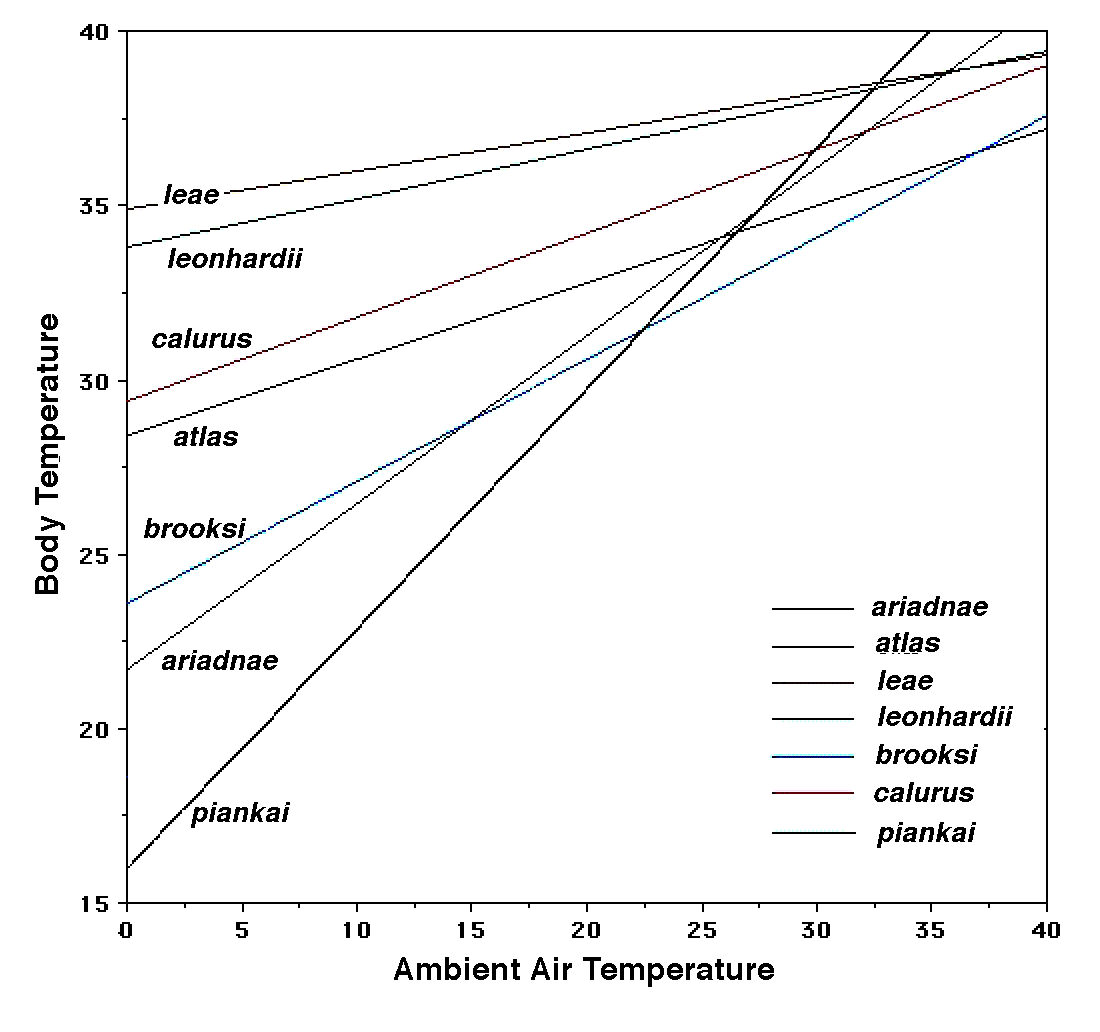 40
35
30
25
20
15
Body Temperature
leae
leonhardii
calurus
atlas
brooksi
ariadnae
piankai
ariadnae
atlas
leae
leonhardii
brooksi
calurus
piankai
0 5 10 15 20 25 30 35 40
Ambient Air Temperature